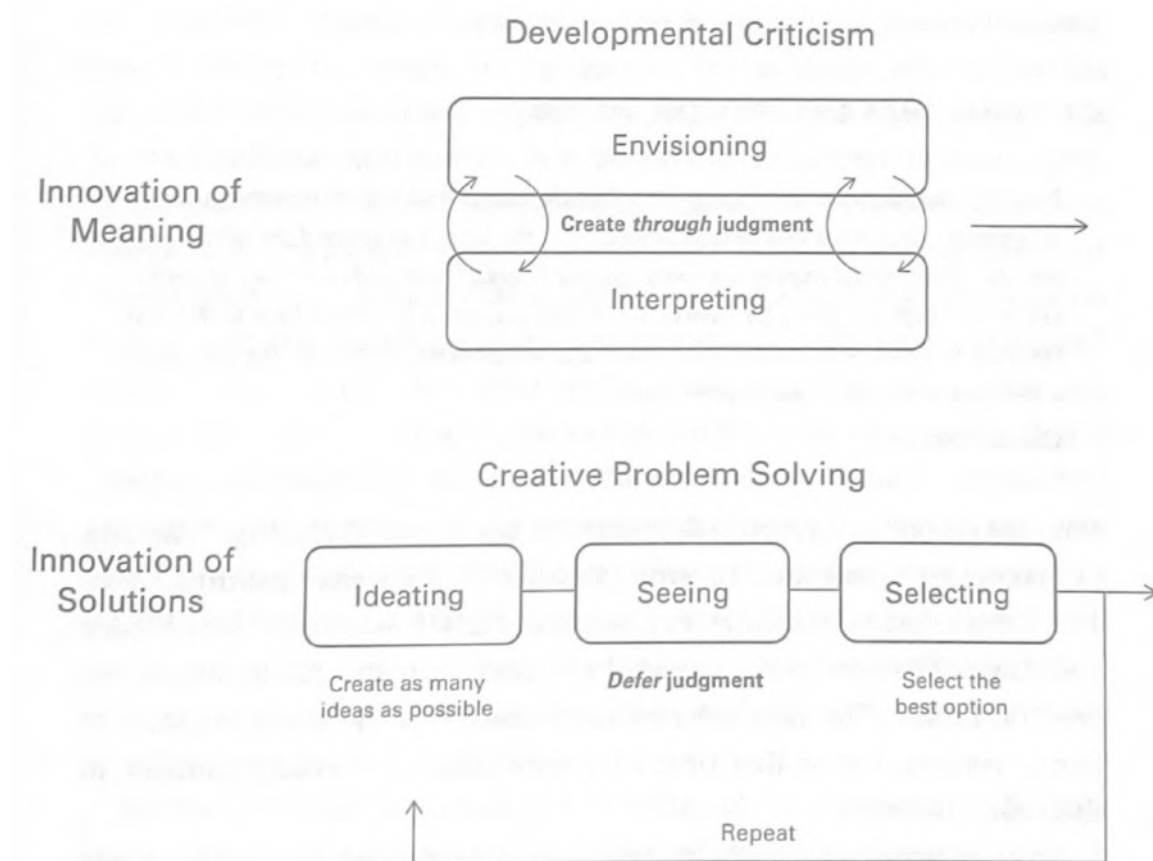 Developmental Criticism
Envisioning
Innovation of
Meaning
Create through judgment
Interpreting
Creative Problem Solving
Innovation of
Solutions
Ideating
Seeing
Selecting
Create as many
ideas as possible
Defer judgment
Select the
best option
Repeat